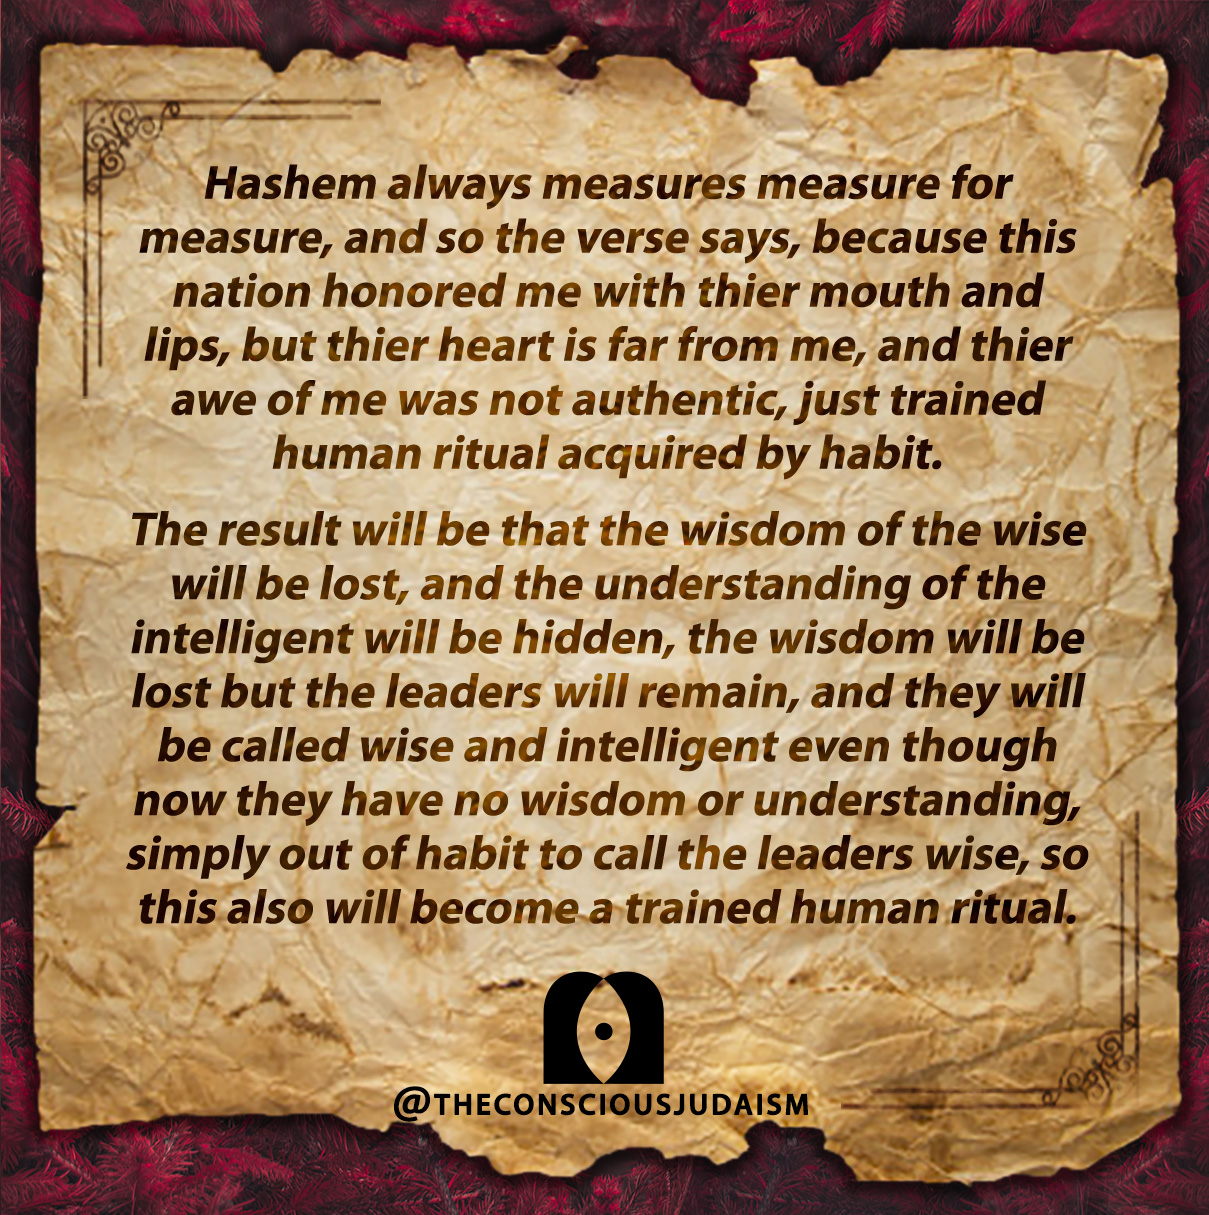 Hashem always measures measure for
measure, and so the verse says, because this
nation honored me with thier mouth and
lips, but thier heart is far from me, and thier
awe of me was not authentic, just trained
human ritual acquired by habit.
The result will be that the wisdom of the wise
will be lost, and the understanding of the
intelligent will be hidden, the wisdom will be
lost but the leaders will remain, and they will
be called wise and intelligent even though
now they have no wisdom or understanding,
simply out of habit to call the leaders wise, so
this also will become a trained human ritual.
@THECONSCIOUSJUDAISM